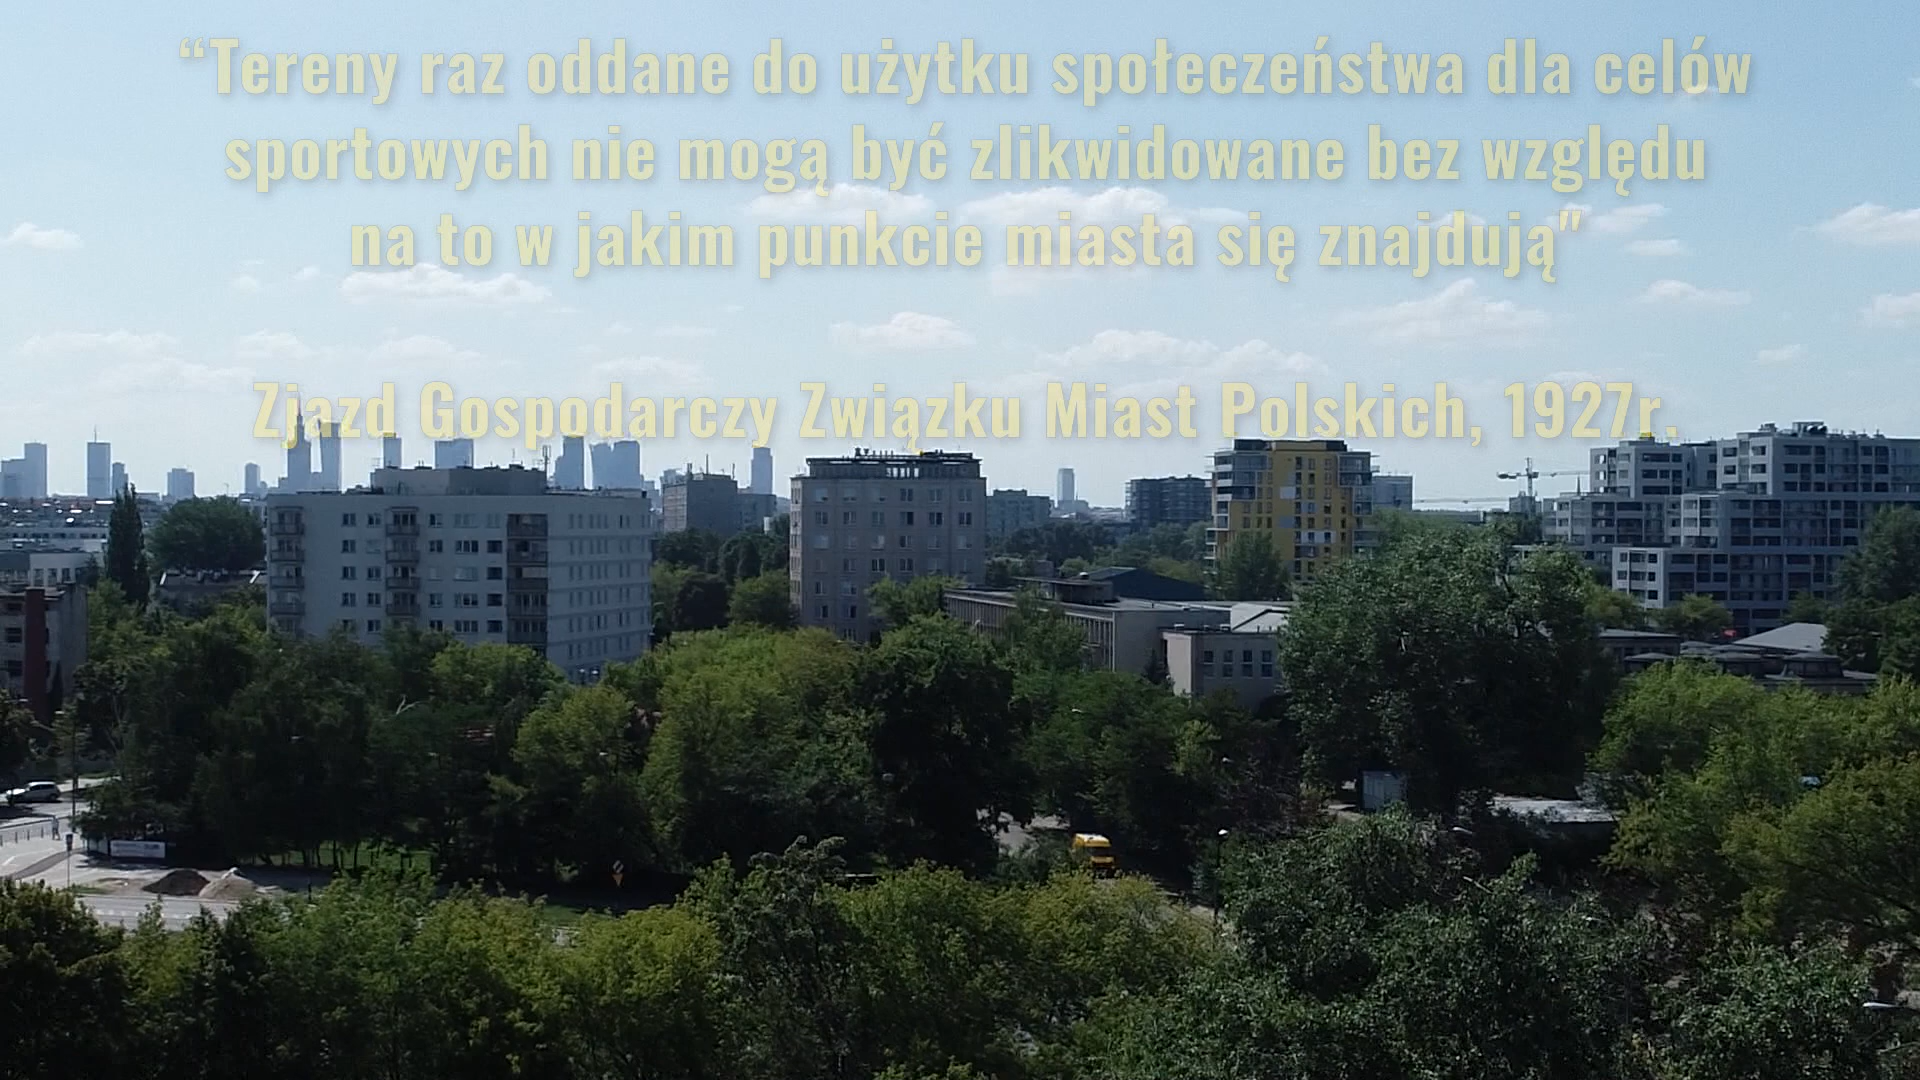 “Tereny raz oddane do użytku społeczeństwa dla celów
sportowych nie mogą być zlikwidowane bez względu
na to w jakim punkcie miasta się znajdują"
Zjazd Gospodarczy Związku Miast Polskich, 1927r.